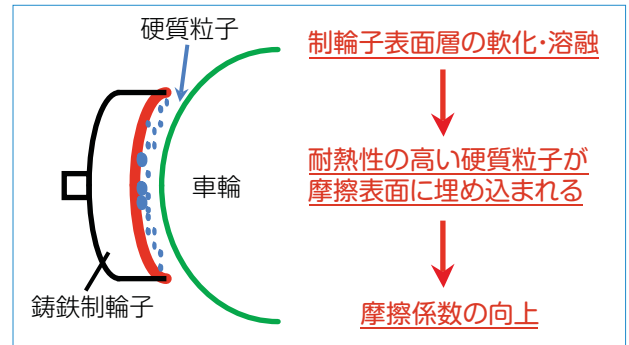 硬質粒子
車輪
鋳鉄制輪子
制輪子表面層の軟化･溶融
耐熱性の高い硬質粒子が
摩擦表面に埋め込まれる
摩擦係数の向上